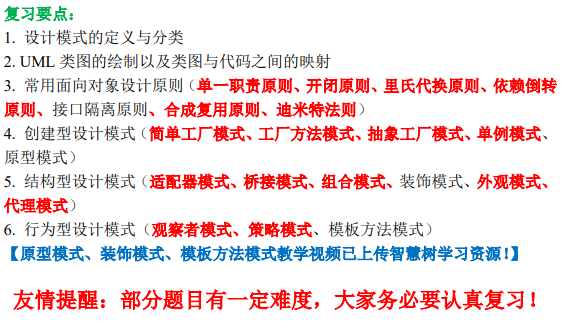 复习要点：
1. 设计模式的定义与分类
2. UML 类图的绘制以及类图与代码之间的映射
3. 常用面向对象设计原则（单一职责原则、开闭原则、里氏代换原则、依赖倒转
原则、接口隔离原则、合成复用原则、迪米特法则）
4. 创建型设计模式（简单工厂模式、工厂方法模式、抽象工厂模式、单例模式、
原型模式）
5. 结构型设计模式（适配器模式、桥接模式、组合模式、装饰模式、外观模式、
代理模式）
6. 行为型设计模式（观察者模式、策略模式、模板方法模式）
【原型模式、装饰模式、模板方法模式教学视频已上传智慧树学习资源！】
友情提醒：部分题目有一定难度，大家务必要认真复习！